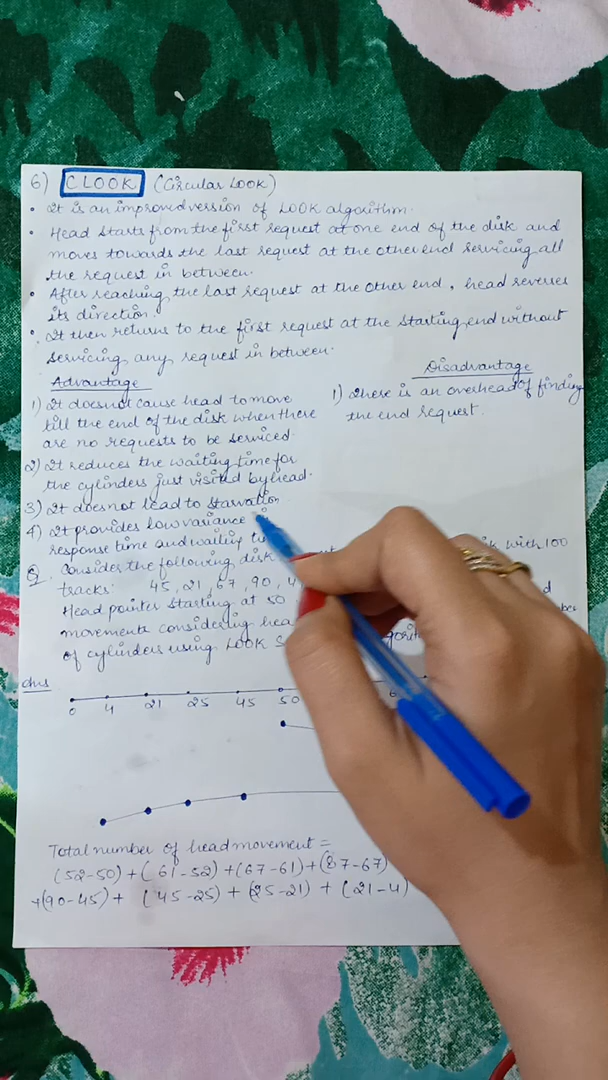 6) CLOOK (Circular LOOK)
• It is an improved version of LOOK algorithm.
• Head starts from the first request at one end of the disk and
moves towards the last request at the other end servicing all
the request in between.
• After reaching the last request at the other end, head reverses
its direction.
• It then returns to the first request at the starting end without
servicing any request in between.
Advantage
1) It does not cause head to move
till the end of the disk when there
are no requests to be serviced.
2) It reduces the waiting time for
the cylinders just visited by head.
3) It does not lead to starvation
4) It provides low variance
response time and waiting
Disadvantage
1) There is an overhead of finding
the end request.
Q. Consider the following disk with 100
tracks: 45, 21, 67, 90,
Head pointer starting at 50
movements considering
of cylinders using LOOK
Ans
0 4 21 25 45 50
Total number of head movement =
(52-50) + (61-52) + (67-61) + (87-67)
+(90-45) + (45-25) + (25-21) + (21-4)